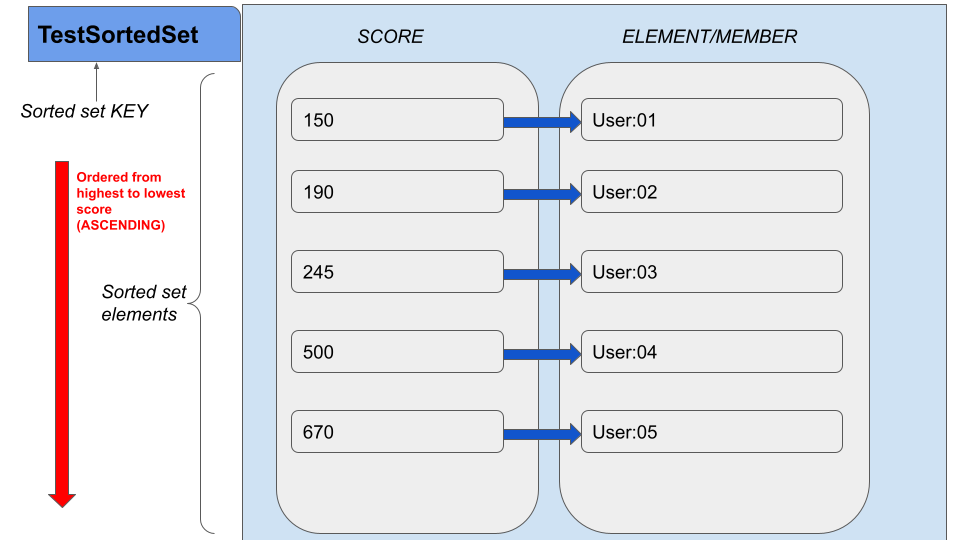 TestSortedSet
SCORE
ELEMENT/MEMBER
Sorted set KEY
150
User:01
Ordered from
highest to lowest
score
(ASCENDING)
190
User:02
245
User:03
Sorted set
elements
500
User:04
670
User:05